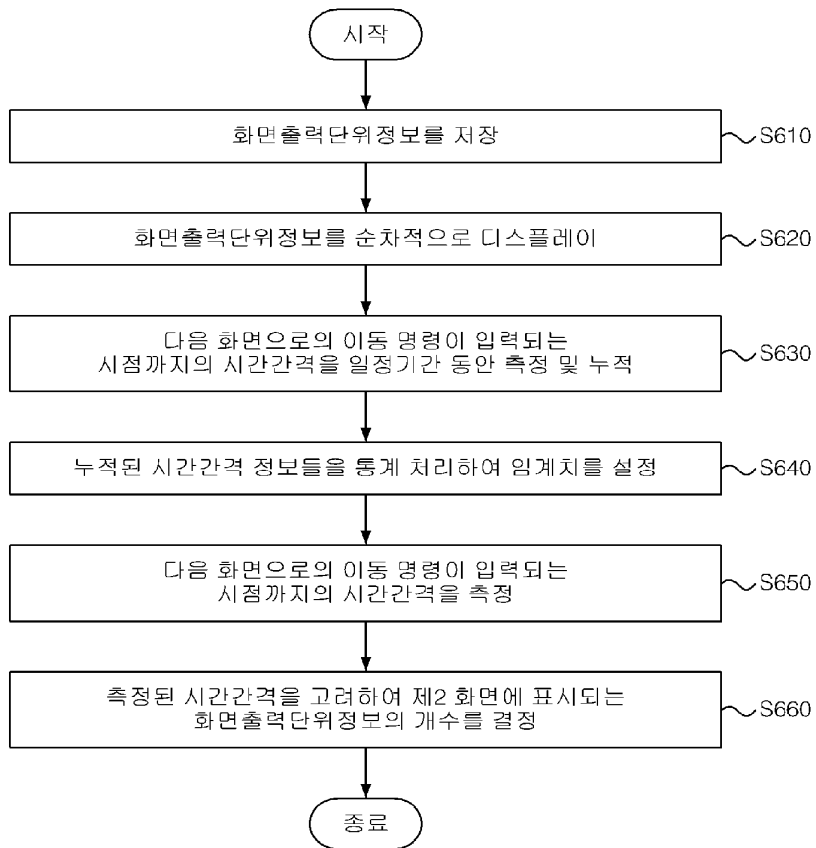 시작
화면출력단위정보를 저장
S610
화면출력단위정보를 순차적으로 디스플레이
S620
다음 화면으로의 이동 명령이 입력되는
시점까지의 시간간격을 일정기간 동안 측정 및 누적
S630
누적된 시간간격 정보들을 통계 처리하여 임계치를 설정
S640
다음 화면으로의 이동 명령이 입력되는
시점까지의 시간간격을 측정
S650
측정된 시간간격을 고려하여 제2 화면에 표시되는
화면출력단위정보의 개수를 결정
S660
종료